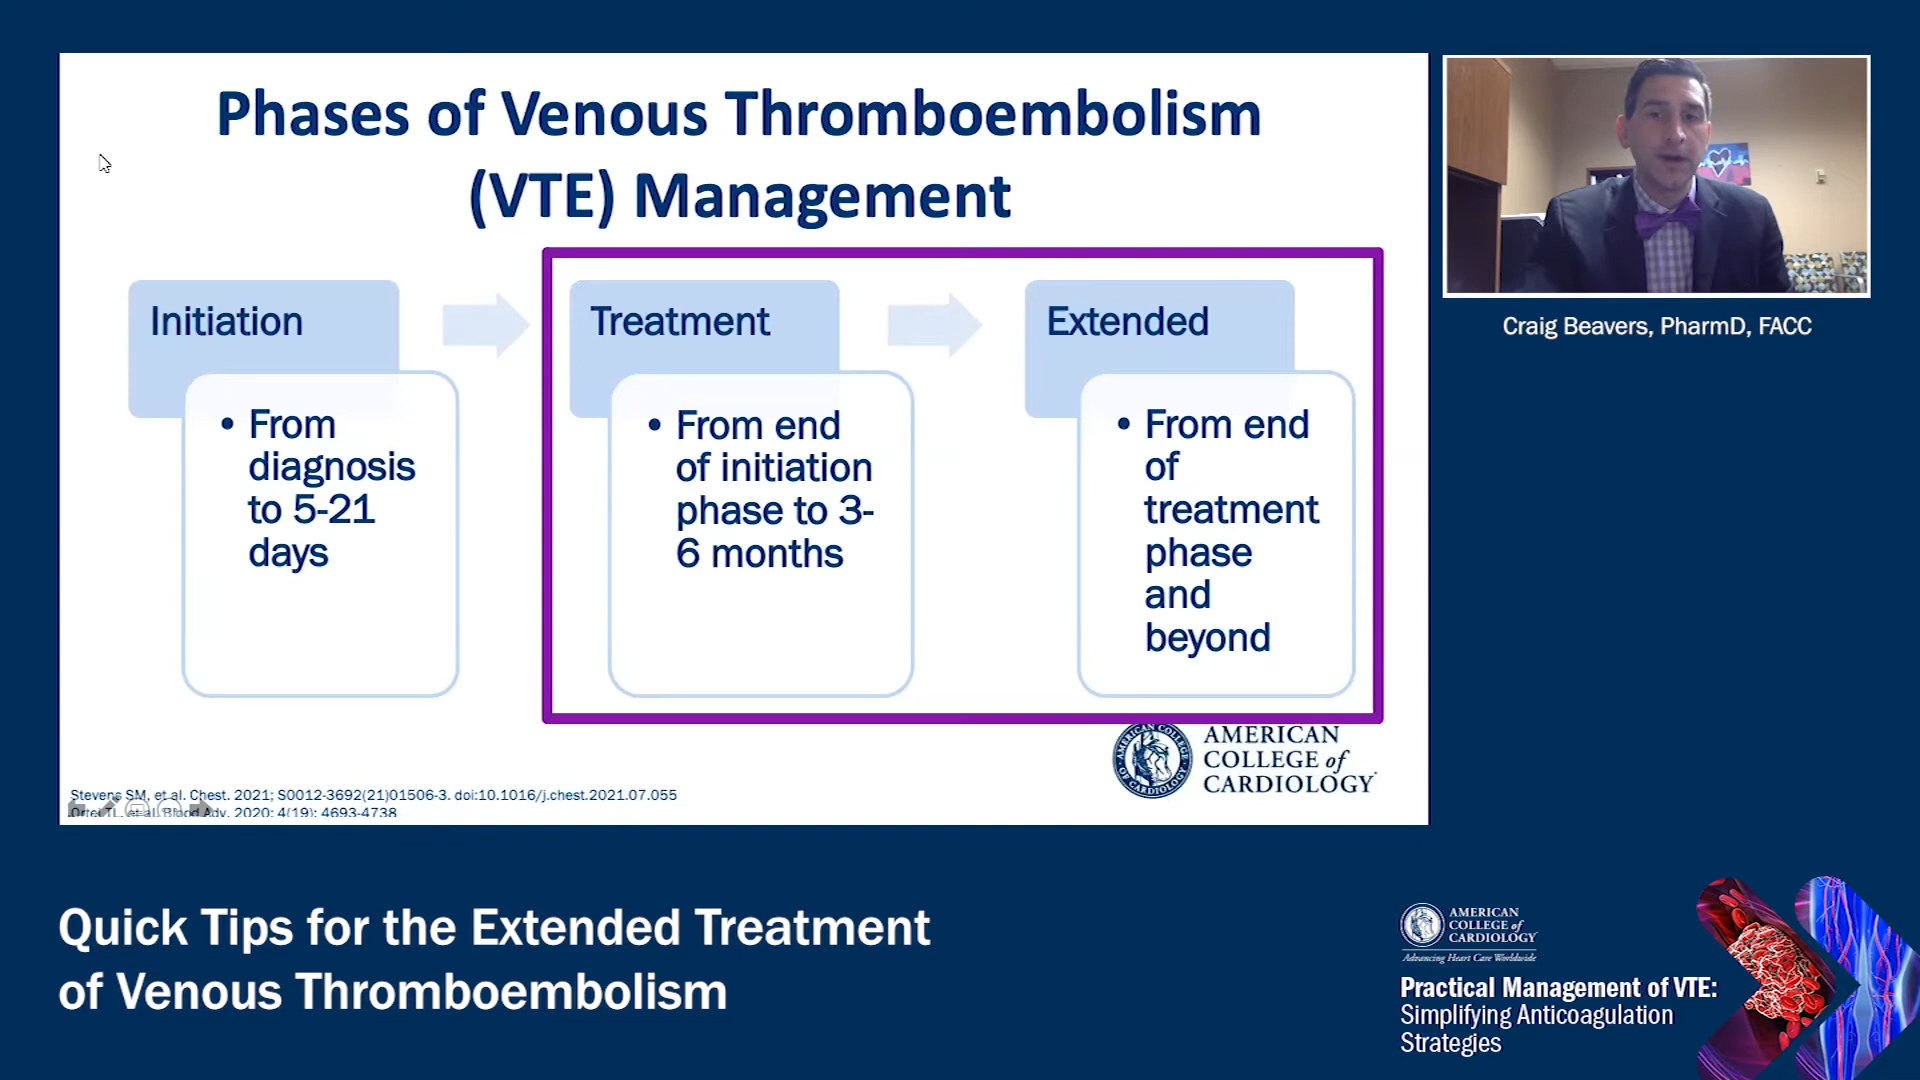 Phases of Venous Thromboembolism
(VTE) Management
Initiation
• From
diagnosis
to 5-21
days
Treatment
• From end
of initiation
phase to 3-
6 months
Extended
• From end
of
treatment
phase
and
beyond
AMERICAN
COLLEGE of
CARDIOLOGY
Stevens SM, et al. Chest. 2021; S0012-3692(21)01506-3. doi:10.1016/j.chest.2021.07.055
Ortel TL, et al. Blood Adv. 2020; 4(19): 4693-4738
Craig Beavers, PharmD, FACC
Quick Tips for the Extended Treatment
of Venous Thromboembolism
AMERICAN
COLLEGE of
CARDIOLOGY
Advancing Heart Care Worldwide
Practical Management of VTE:
Simplifying Anticoagulation
Strategies